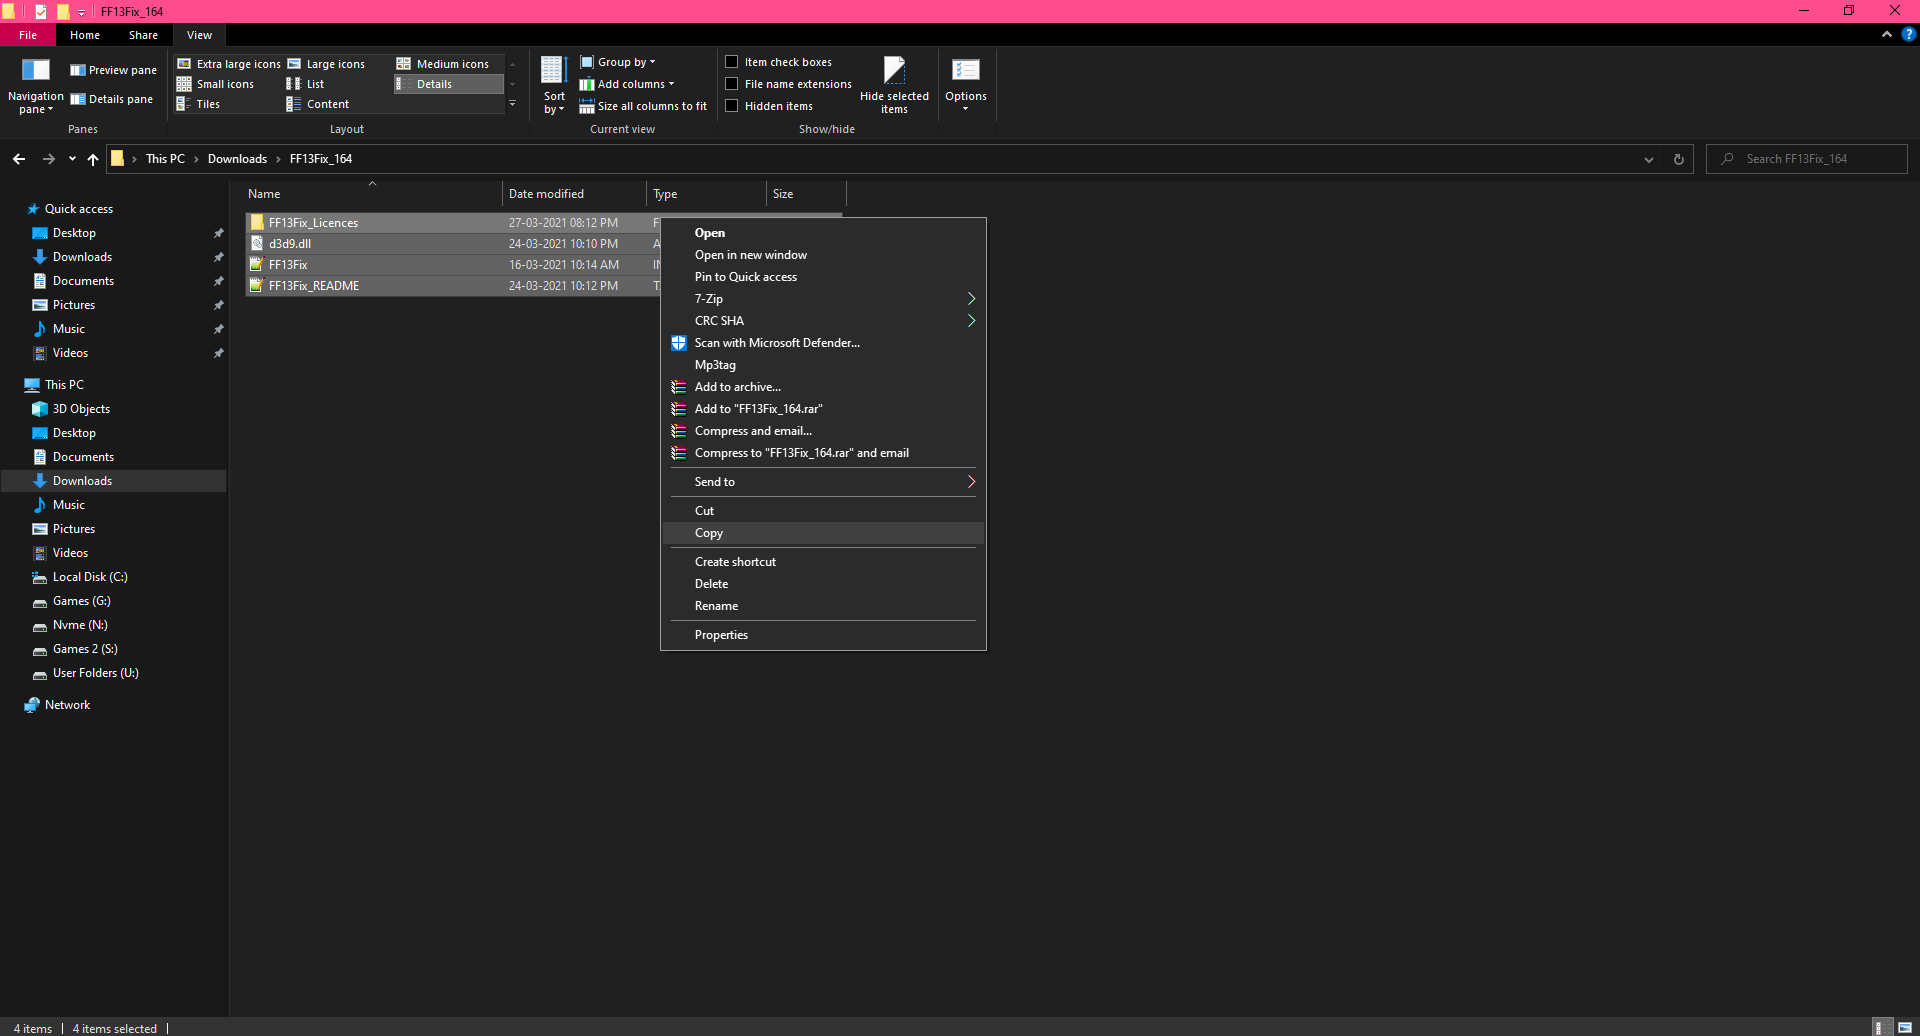 FF13Fix_164
File Home Share View
Navigation pane
Preview pane
Details pane
Panes
Extra large icons Large icons Medium icons
Small icons List Details
Tiles Content
Layout
Sort by
Group by
Add columns
Size all columns to fit
Current view
Item check boxes
File name extensions
Hidden items
Hide selected items
Show/hide
Options
This PC > Downloads > FF13Fix_164
Search FF13Fix_164
Quick access
Desktop
Downloads
Documents
Pictures
Music
Videos
This PC
3D Objects
Desktop
Documents
Downloads
Music
Pictures
Videos
Local Disk (C:)
Games (G:)
Nvme (N:)
Games 2 (S:)
User Folders (U:)
Network
Name Date modified Type Size
FF13Fix_Licences 27-03-2021 08:12 PM
d3d9.dll 24-03-2021 10:10 PM
FF13Fix 16-03-2021 10:14 AM
FF13Fix_README 24-03-2021 10:12 PM
Open
Open in new window
Pin to Quick access
7-Zip
CRC SHA
Scan with Microsoft Defender...
Mp3tag
Add to archive...
Add to "FF13Fix_164.rar"
Compress and email...
Compress to "FF13Fix_164.rar" and email
Send to
Cut
Copy
Create shortcut
Delete
Rename
Properties
4 items 4 items selected